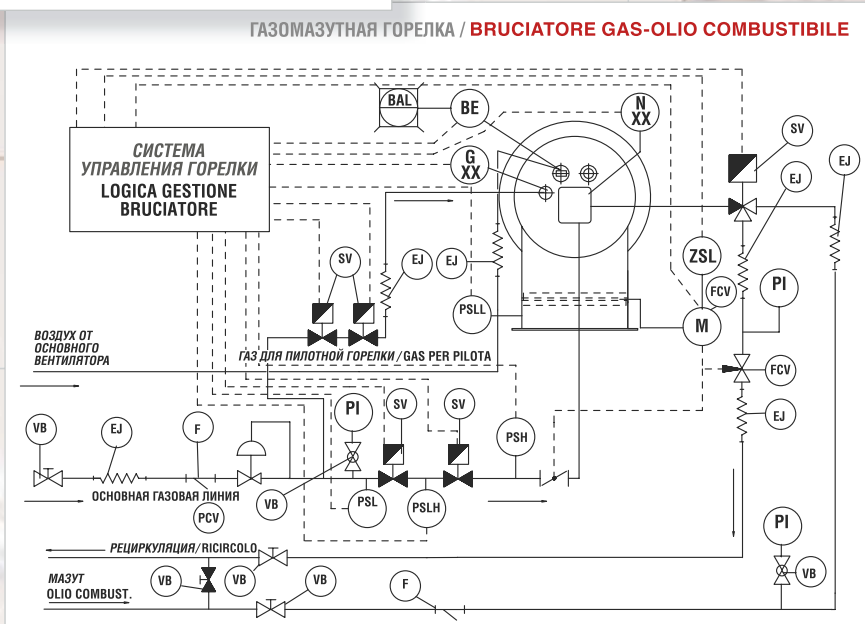 ГАЗОМАЗУТНАЯ ГОРЕЛКА / BRUCIATORE GAS-OLIO COMBUSTIBILE
BAL
BE
N
XX
СИСТЕМА
УПРАВЛЕНИЯ ГОРЕЛКИ
LOGICA GESTIONE
BRUCIATORE
G
XX
SV
EJ
EJ
SV
EJ
EJ
ZSL
FCV
PI
PSLL
M
ВОЗДУХ ОТ
ОСНОВНОГО
ВЕНТИЛЯТОРА
ГАЗ ДЛЯ ПИЛОТНОЙ ГОРЕЛКИ/GAS PER PILOTA
FCV
VB
EJ
F
PI
SV
SV
PSH
EJ
ОСНОВНАЯ ГАЗОВАЯ ЛИНИЯ
PCV
VB
PSL
PSLH
PI
РЕЦИРКУЛЯЦИЯ/RICIRCOLO
МАЗУТ
OLIO COMBUST.
VB
VB
VB
F
VB